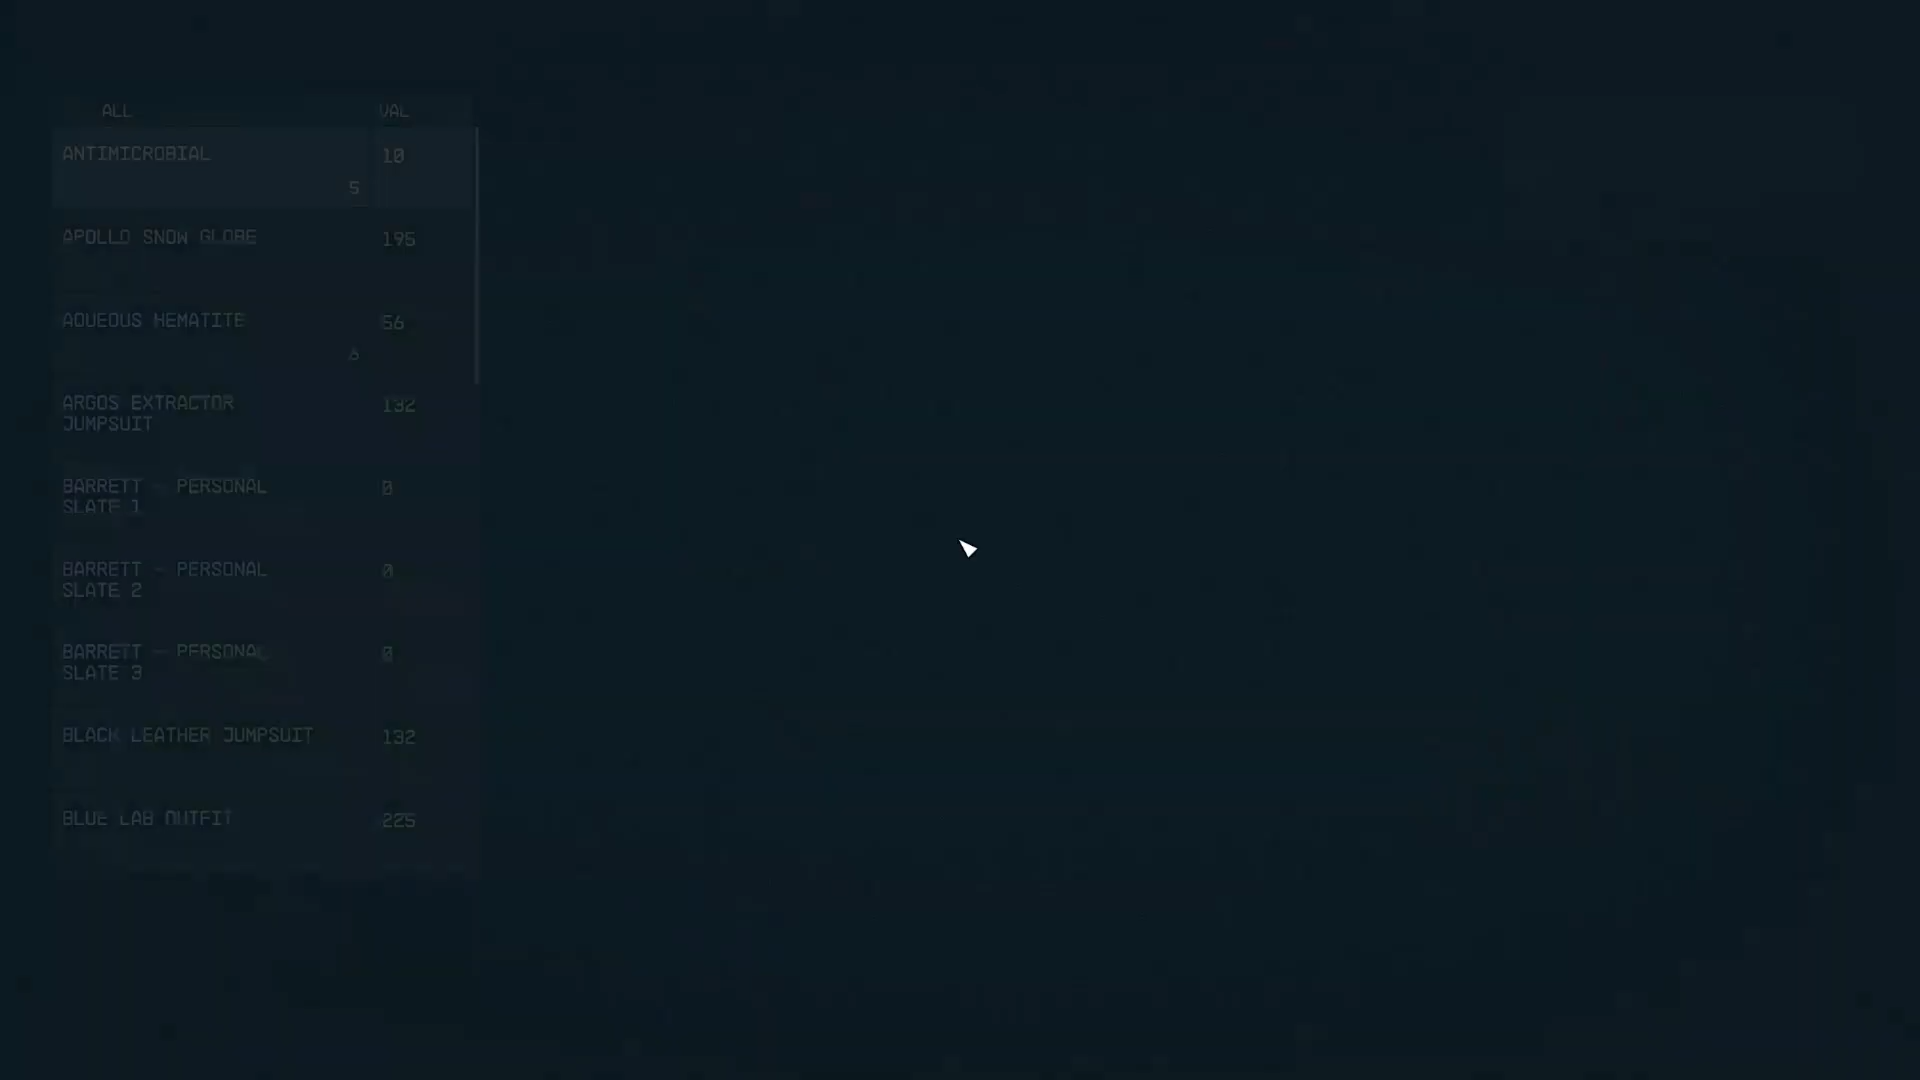 ALL VAL
ANTIMICROBIAL 10
5
APOLLO SNOW GLOBE 195
AQUEOUS HEMATITE 56
6
ARGOS EXTRACTOR 132
JUMPSUIT
BARRETT - PERSONAL 0
SLATE 1
BARRETT - PERSONAL 0
SLATE 2
BARRETT - PERSONAL 0
SLATE 3
BLACK LEATHER JUMPSUIT 132
BLUE LAB OUTFIT 225